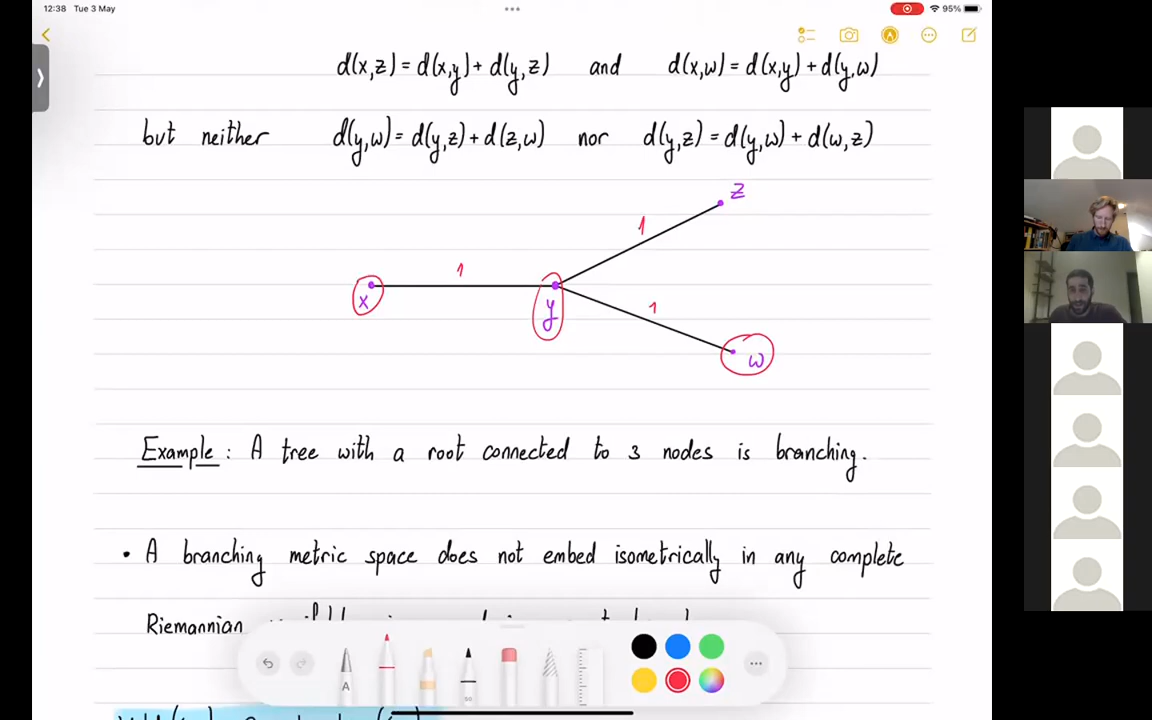 12:38 Tue 3 May
95%
d(x,z) = d(x,y) + d(y,z) and d(x,w) = d(x,y) + d(y,w)
but neither d(y,w) = d(y,z) + d(z,w) nor d(y,z) = d(y,w) + d(w,z)
z
1
1
x
y
1
w
Example: A tree with a root connected to 3 nodes is branching.
• A branching metric space does not embed isometrically in any complete
Riemannian
A
50